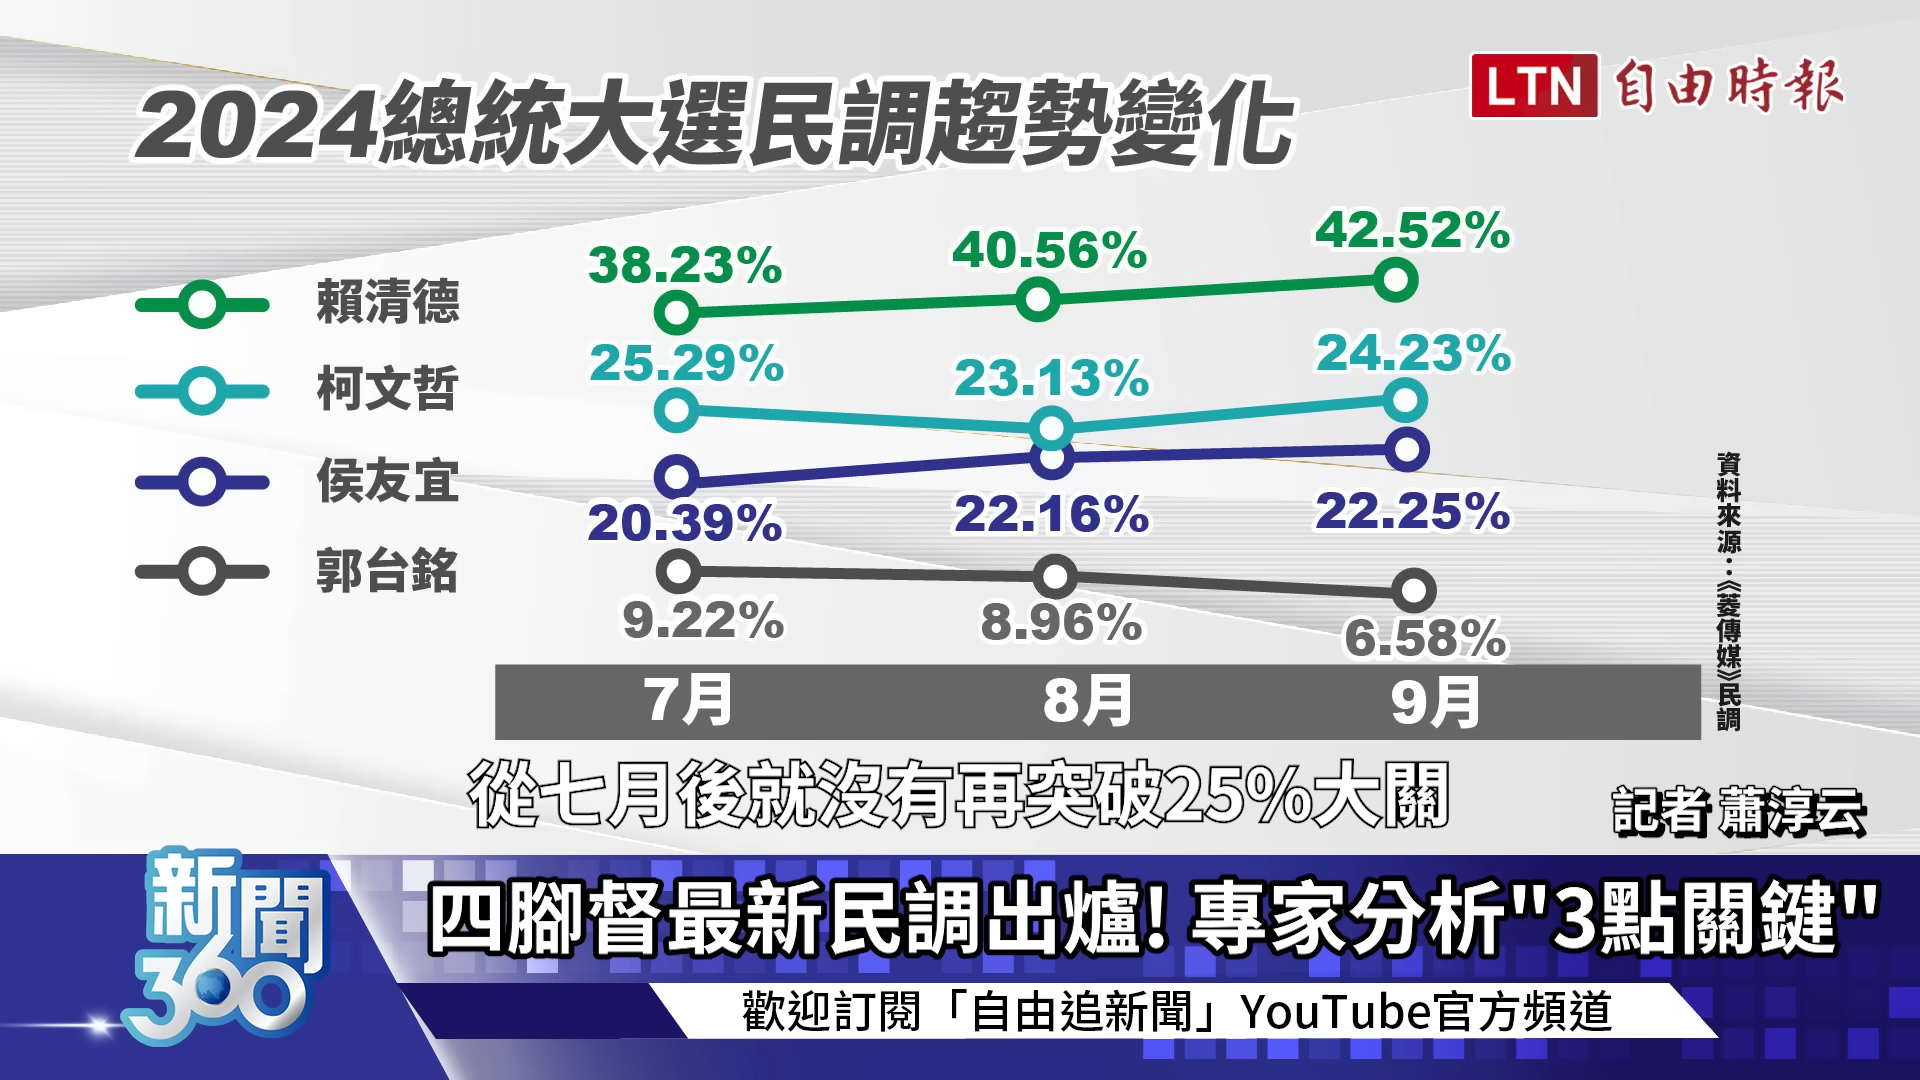 2024總統大選民調趨勢變化
LTN 自由時報
賴清德
38.23% 40.56% 42.52%
柯文哲
25.29% 23.13% 24.23%
侯友宜
20.39% 22.16% 22.25%
郭台銘
9.22% 8.96% 6.58%
7月 8月 9月
資料來源：《菱傳媒》民調
從七月後就沒有再突破25%大關
記者 蕭淳云
新聞360
四腳督最新民調出爐! 專家分析"3點關鍵"
歡迎訂閱「自由追新聞」YouTube官方頻道